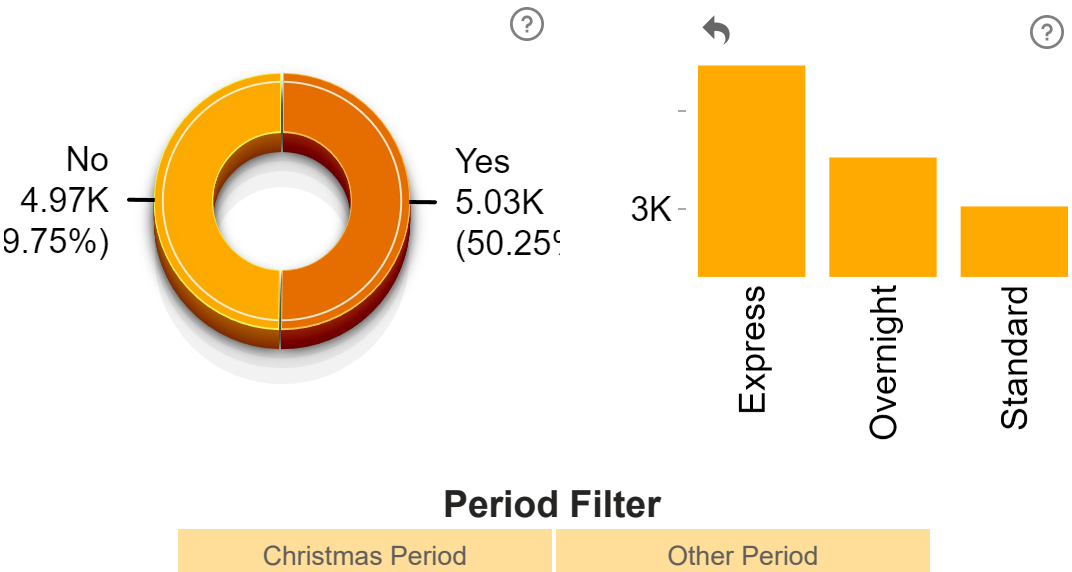 ?
?
No
4.97K
9.75%)
Yes
5.03K
(50.25%
3K
Express
Overnight
Standard
Period Filter
Christmas Period
Other Period